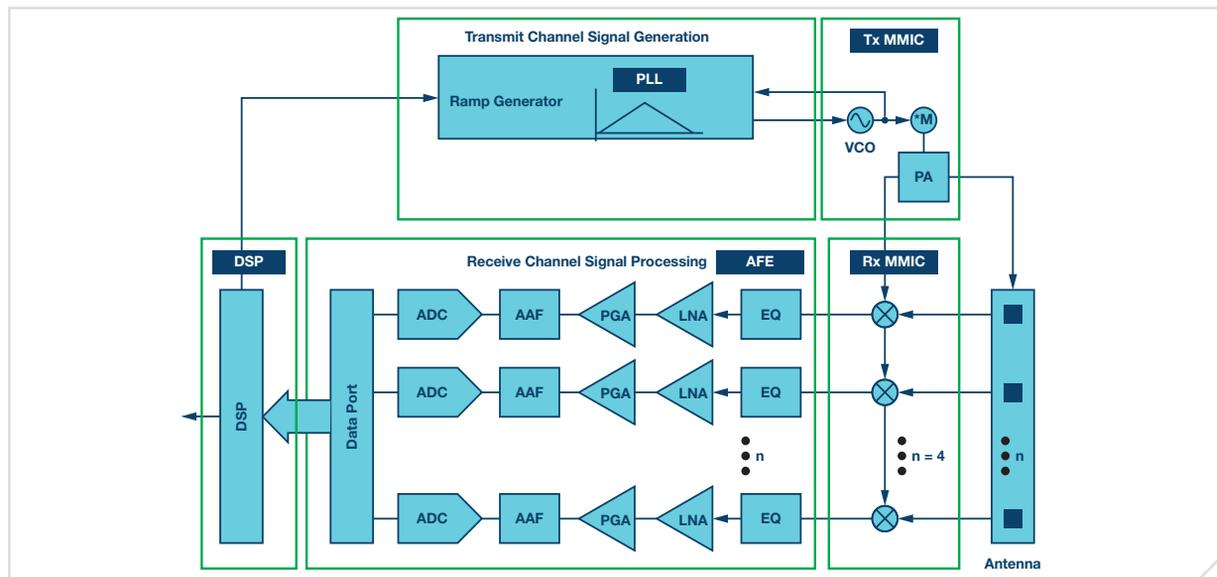 Transmit Channel Signal Generation
Tx MMIC
PLL
Ramp Generator
*M
VCO
PA
DSP
Receive Channel Signal Processing
AFE
Rx MMIC
ADC
AAF
PGA
LNA
EQ
ADC
AAF
PGA
LNA
EQ
DSP
Data Port
n
n = 4
n
ADC
AAF
PGA
LNA
EQ
Antenna